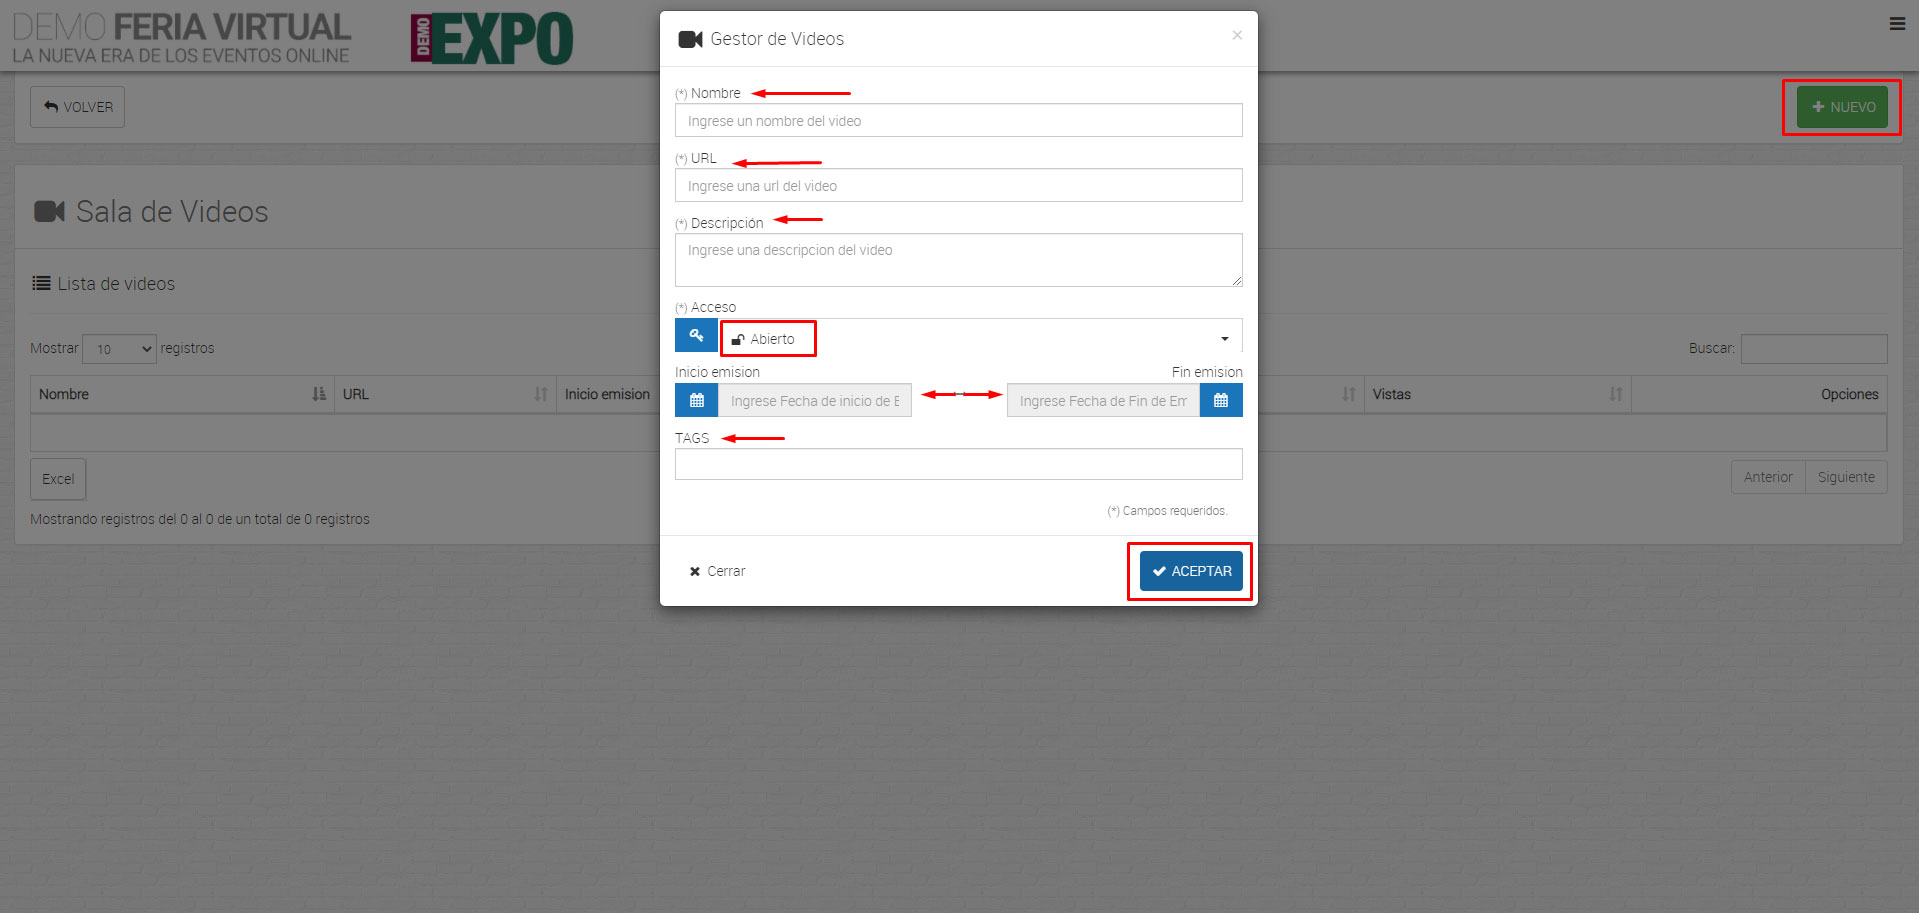 DEMO FERIA VIRTUAL
LA NUEVA ERA DE LOS EVENTOS ONLINE
DEMO EXPO
VOLVER
NUEVO
Sala de Videos
Lista de videos
Mostrar 10 registros
Buscar:
Nombre URL Inicio emision Vistas Opciones
Excel
Anterior Siguiente
Mostrando registros del 0 al 0 de un total de 0 registros
Gestor de Videos ×
(*) Nombre
Ingrese un nombre del video
(*) URL
Ingrese una url del video
(*) Descripción
Ingrese una descripcion del video
(*) Acceso
Abierto
Inicio emision Fin emision
Ingrese Fecha de inicio de E Ingrese Fecha de Fin de Em
TAGS
(*) Campos requeridos.
Cerrar ACEPTAR